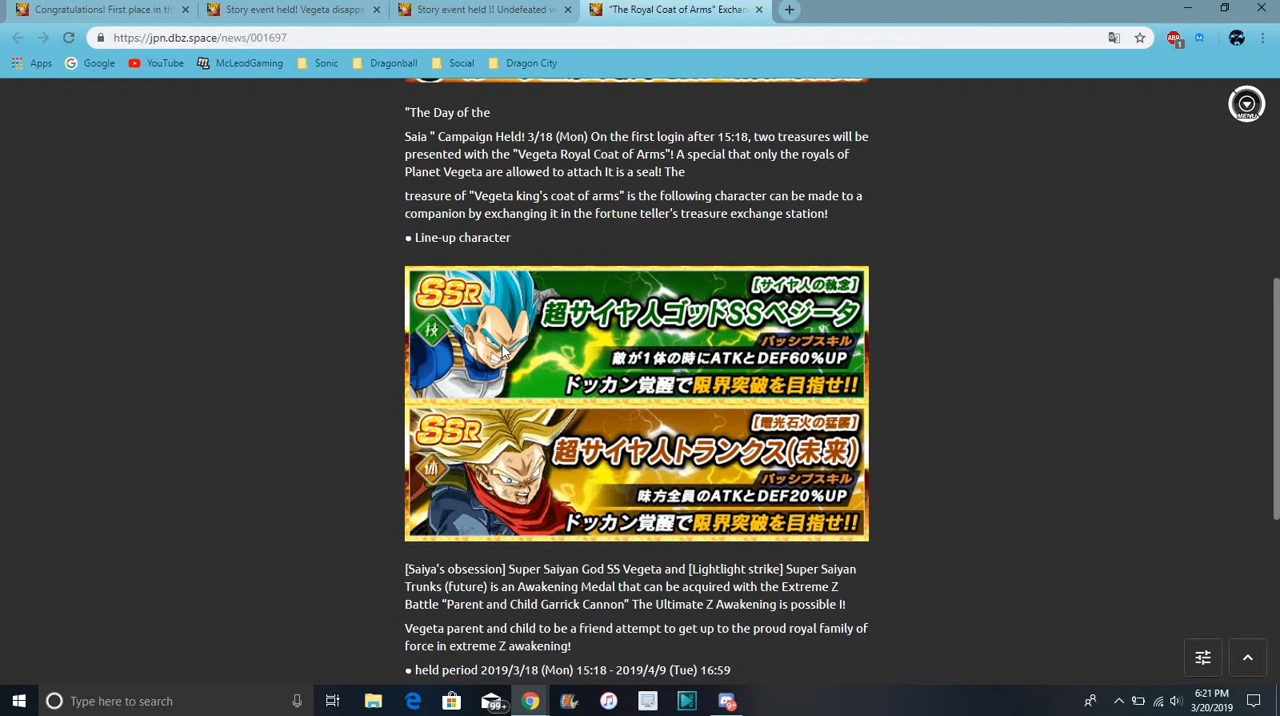 Congratulations! First place in th
Story event held! Vegeta disappe
Story event held !! Undefeated w
"The Royal Coat of Arms" Exchan
https://jpn.dbz.space/news/001697
ABP
1
Apps
Google
YouTube
McLeodGaming
Sonic
Dragonball
Social
Dragon City
MENU
"The Day of the
Saia " Campaign Held! 3/18 (Mon) On the first login after 15:18, two treasures will be
presented with the "Vegeta Royal Coat of Arms"! A special that only the royals of
Planet Vegeta are allowed to attach It is a seal! The
treasure of "Vegeta king's coat of arms" is the following character can be made to a
companion by exchanging it in the fortune teller's treasure exchange station!
● Line-up character
SSR
技
[サイヤ人の執念]
超サイヤ人ゴッドSSベジータ
パッシブスキル
敵が1体の時にATKとDEF60%UP
ドッカン覚醒で限界突破を目指せ!!
SSR
体
[電光石火の猛襲]
超サイヤ人トランクス(未来)
パッシブスキル
味方全員のATKとDEF20%UP
ドッカン覚醒で限界突破を目指せ!!
[Saiya's obsession] Super Saiyan God SS Vegeta and [Lightlight strike] Super Saiyan
Trunks (future) is an Awakening Medal that can be acquired with the Extreme Z
Battle “Parent and Child Garrick Cannon” The Ultimate Z Awakening is possible I!
Vegeta parent and child to be a friend attempt to get up to the proud royal family of
force in extreme Z awakening!
● held period 2019/3/18 (Mon) 15:18 - 2019/4/9 (Tue) 16:59
Type here to search
99+
9+
6:21 PM
3/20/2019